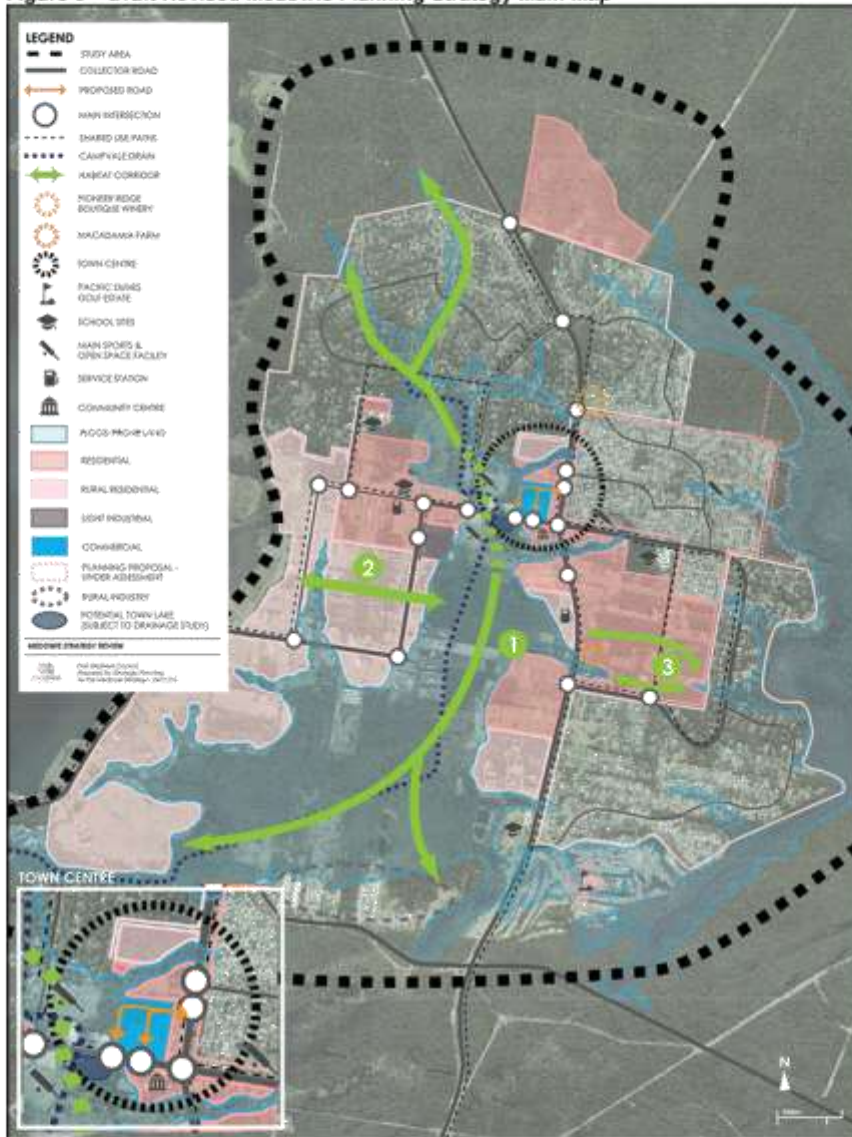 LEGEND
STUDY AREA
COLLECTOR ROAD
PROPOSED ROAD
MAIN INTERSECTION
SHARED USE PATHS
CAMPVALE DRAIN
HABITAT CORRIDOR
PIONEER RIDGE
BOUTIQUE WINERY
MACADAMIA FARM
TOWN CENTRE
PACIFIC DUNES
GOLF ESTATE
SCHOOL SITES
MAIN SPORTS &
OPEN SPACE FACILITY
SERVICE STATION
COMMUNITY CENTRE
FLOOD PRONE LAND
RESIDENTIAL
RURAL RESIDENTIAL
LIGHT INDUSTRIAL
COMMERCIAL
PLANNING PROPOSAL -
UNDER ASSESSMENT
RURAL INDUSTRY
POTENTIAL TOWN LAKE
(SUBJECT TO DRAINAGE STUDY)
MEDOWIE STRATEGY REVIEW
2
1
3
TOWN CENTRE
N